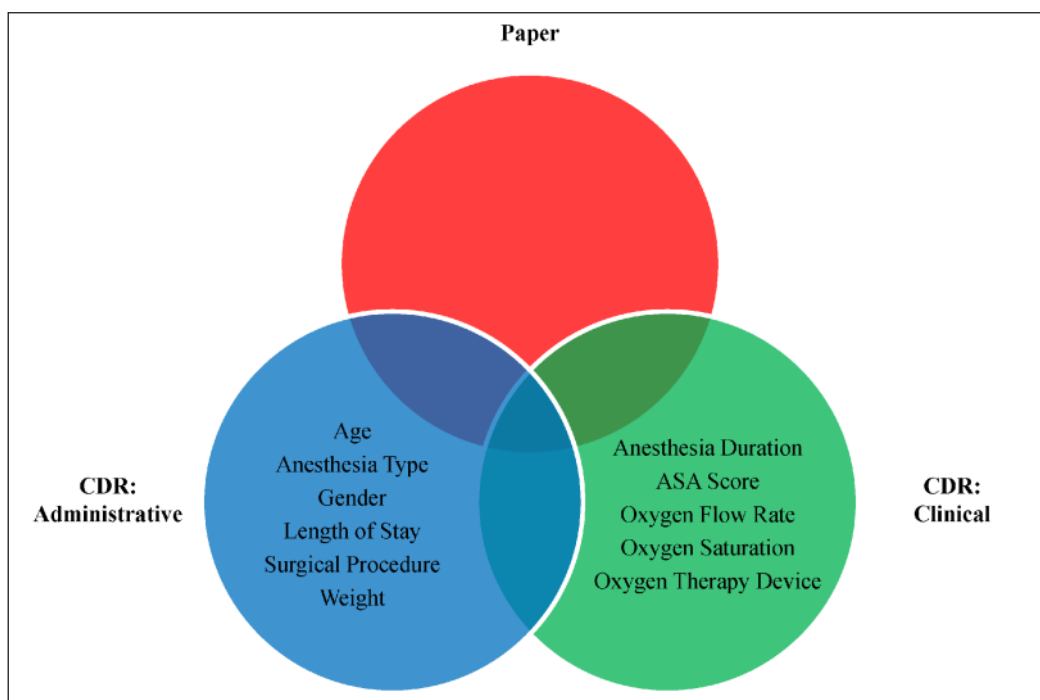 Paper
CDR:
Administrative
Age
Anesthesia Type
Gender
Length of Stay
Surgical Procedure
Weight
Anesthesia Duration
ASA Score
Oxygen Flow Rate
Oxygen Saturation
Oxygen Therapy Device
CDR:
Clinical